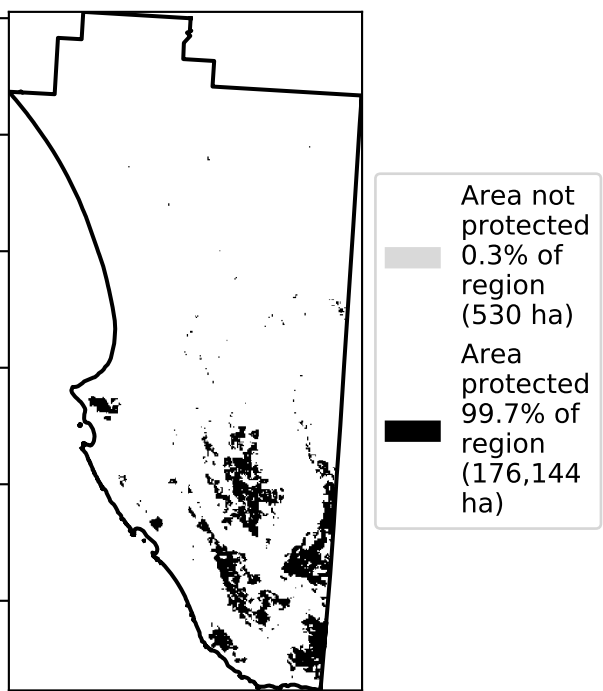 Area not
protected
0.3% of
region
(530 ha)
Area
protected
99.7% of
region
(176,144
ha)